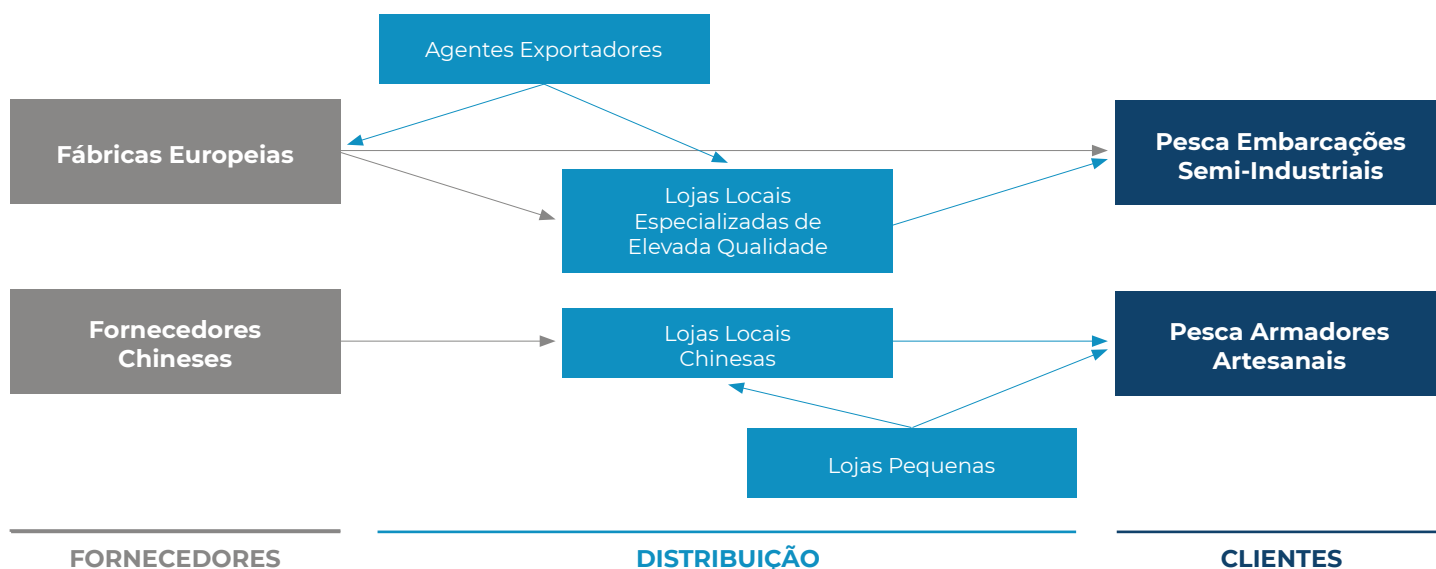 Agentes Exportadores
Fábricas Europeias
Pesca Embarcações
Semi-Industriais
Lojas Locais
Especializadas de
Elevada Qualidade
Fornecedores
Chineses
Lojas Locais
Chinesas
Pesca Armadores
Artesanais
Lojas Pequenas
FORNECEDORES
DISTRIBUIÇÃO
CLIENTES